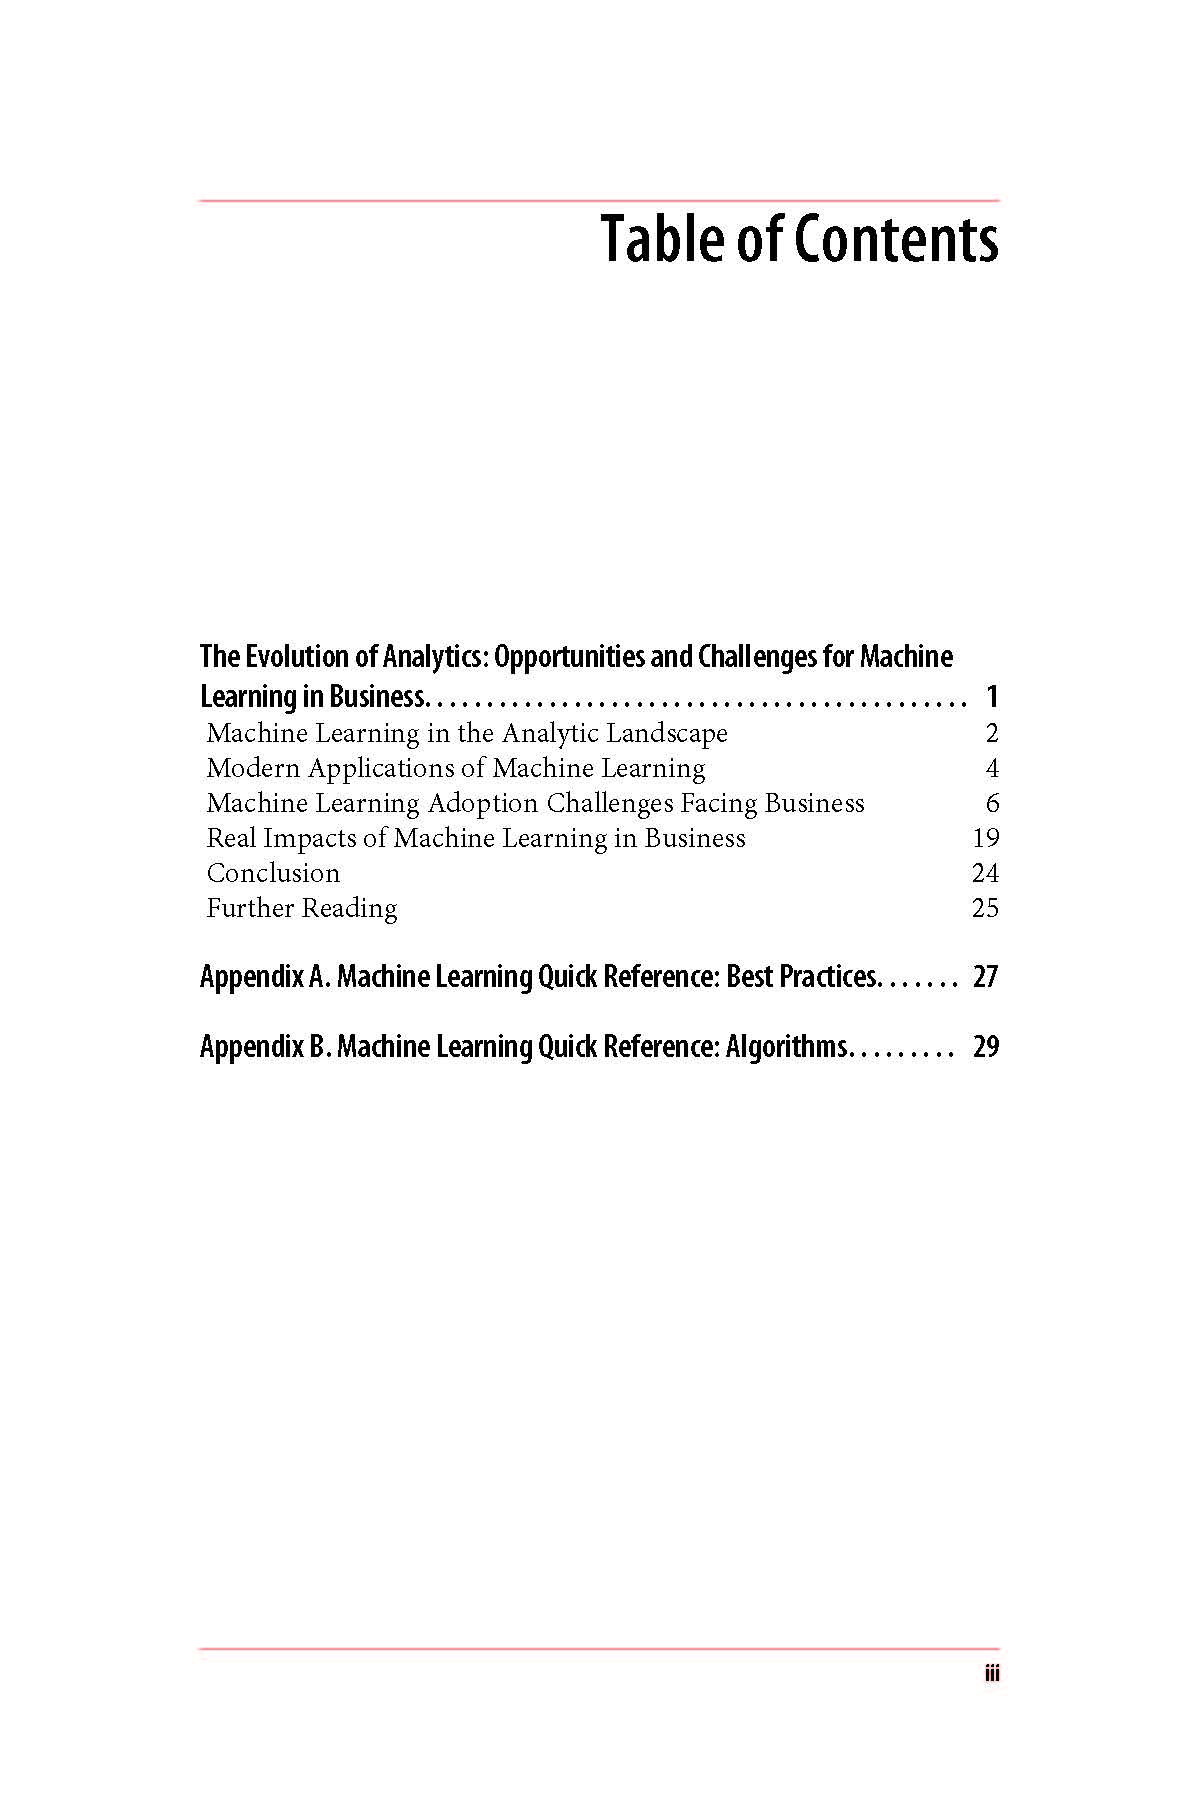 Table of Contents
The Evolution of Analytics: Opportunities and Challenges for Machine
Learning in Business. . . . . . . . . . . . . . . . . . . . . . . . . . . . . . . . . . . . . . . . . . . . 1
Machine Learning in the Analytic Landscape 2
Modern Applications of Machine Learning 4
Machine Learning Adoption Challenges Facing Business 6
Real Impacts of Machine Learning in Business 19
Conclusion 24
Further Reading 25
Appendix A. Machine Learning Quick Reference: Best Practices. . . . . . . 27
Appendix B. Machine Learning Quick Reference: Algorithms. . . . . . . . . 29
iii